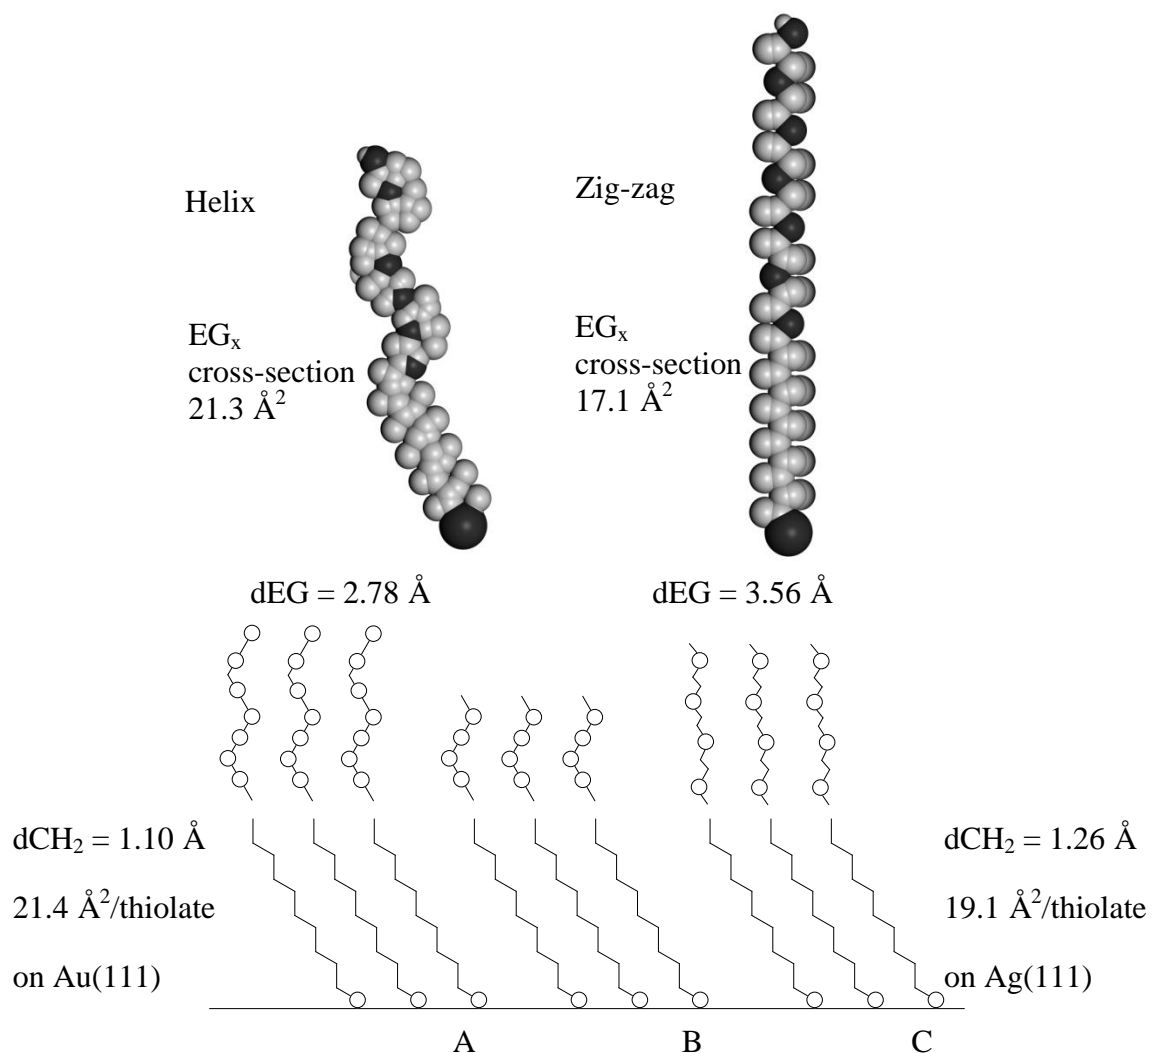 Helix
Zig-zag
EGₓ
cross-section
21.3 Å²
EGₓ
cross-section
17.1 Å²
dEG = 2.78 Å
dEG = 3.56 Å
dCH₂ = 1.10 Å
21.4 Å²/thiolate
on Au(111)
dCH₂ = 1.26 Å
19.1 Å²/thiolate
on Ag(111)
A
B
C